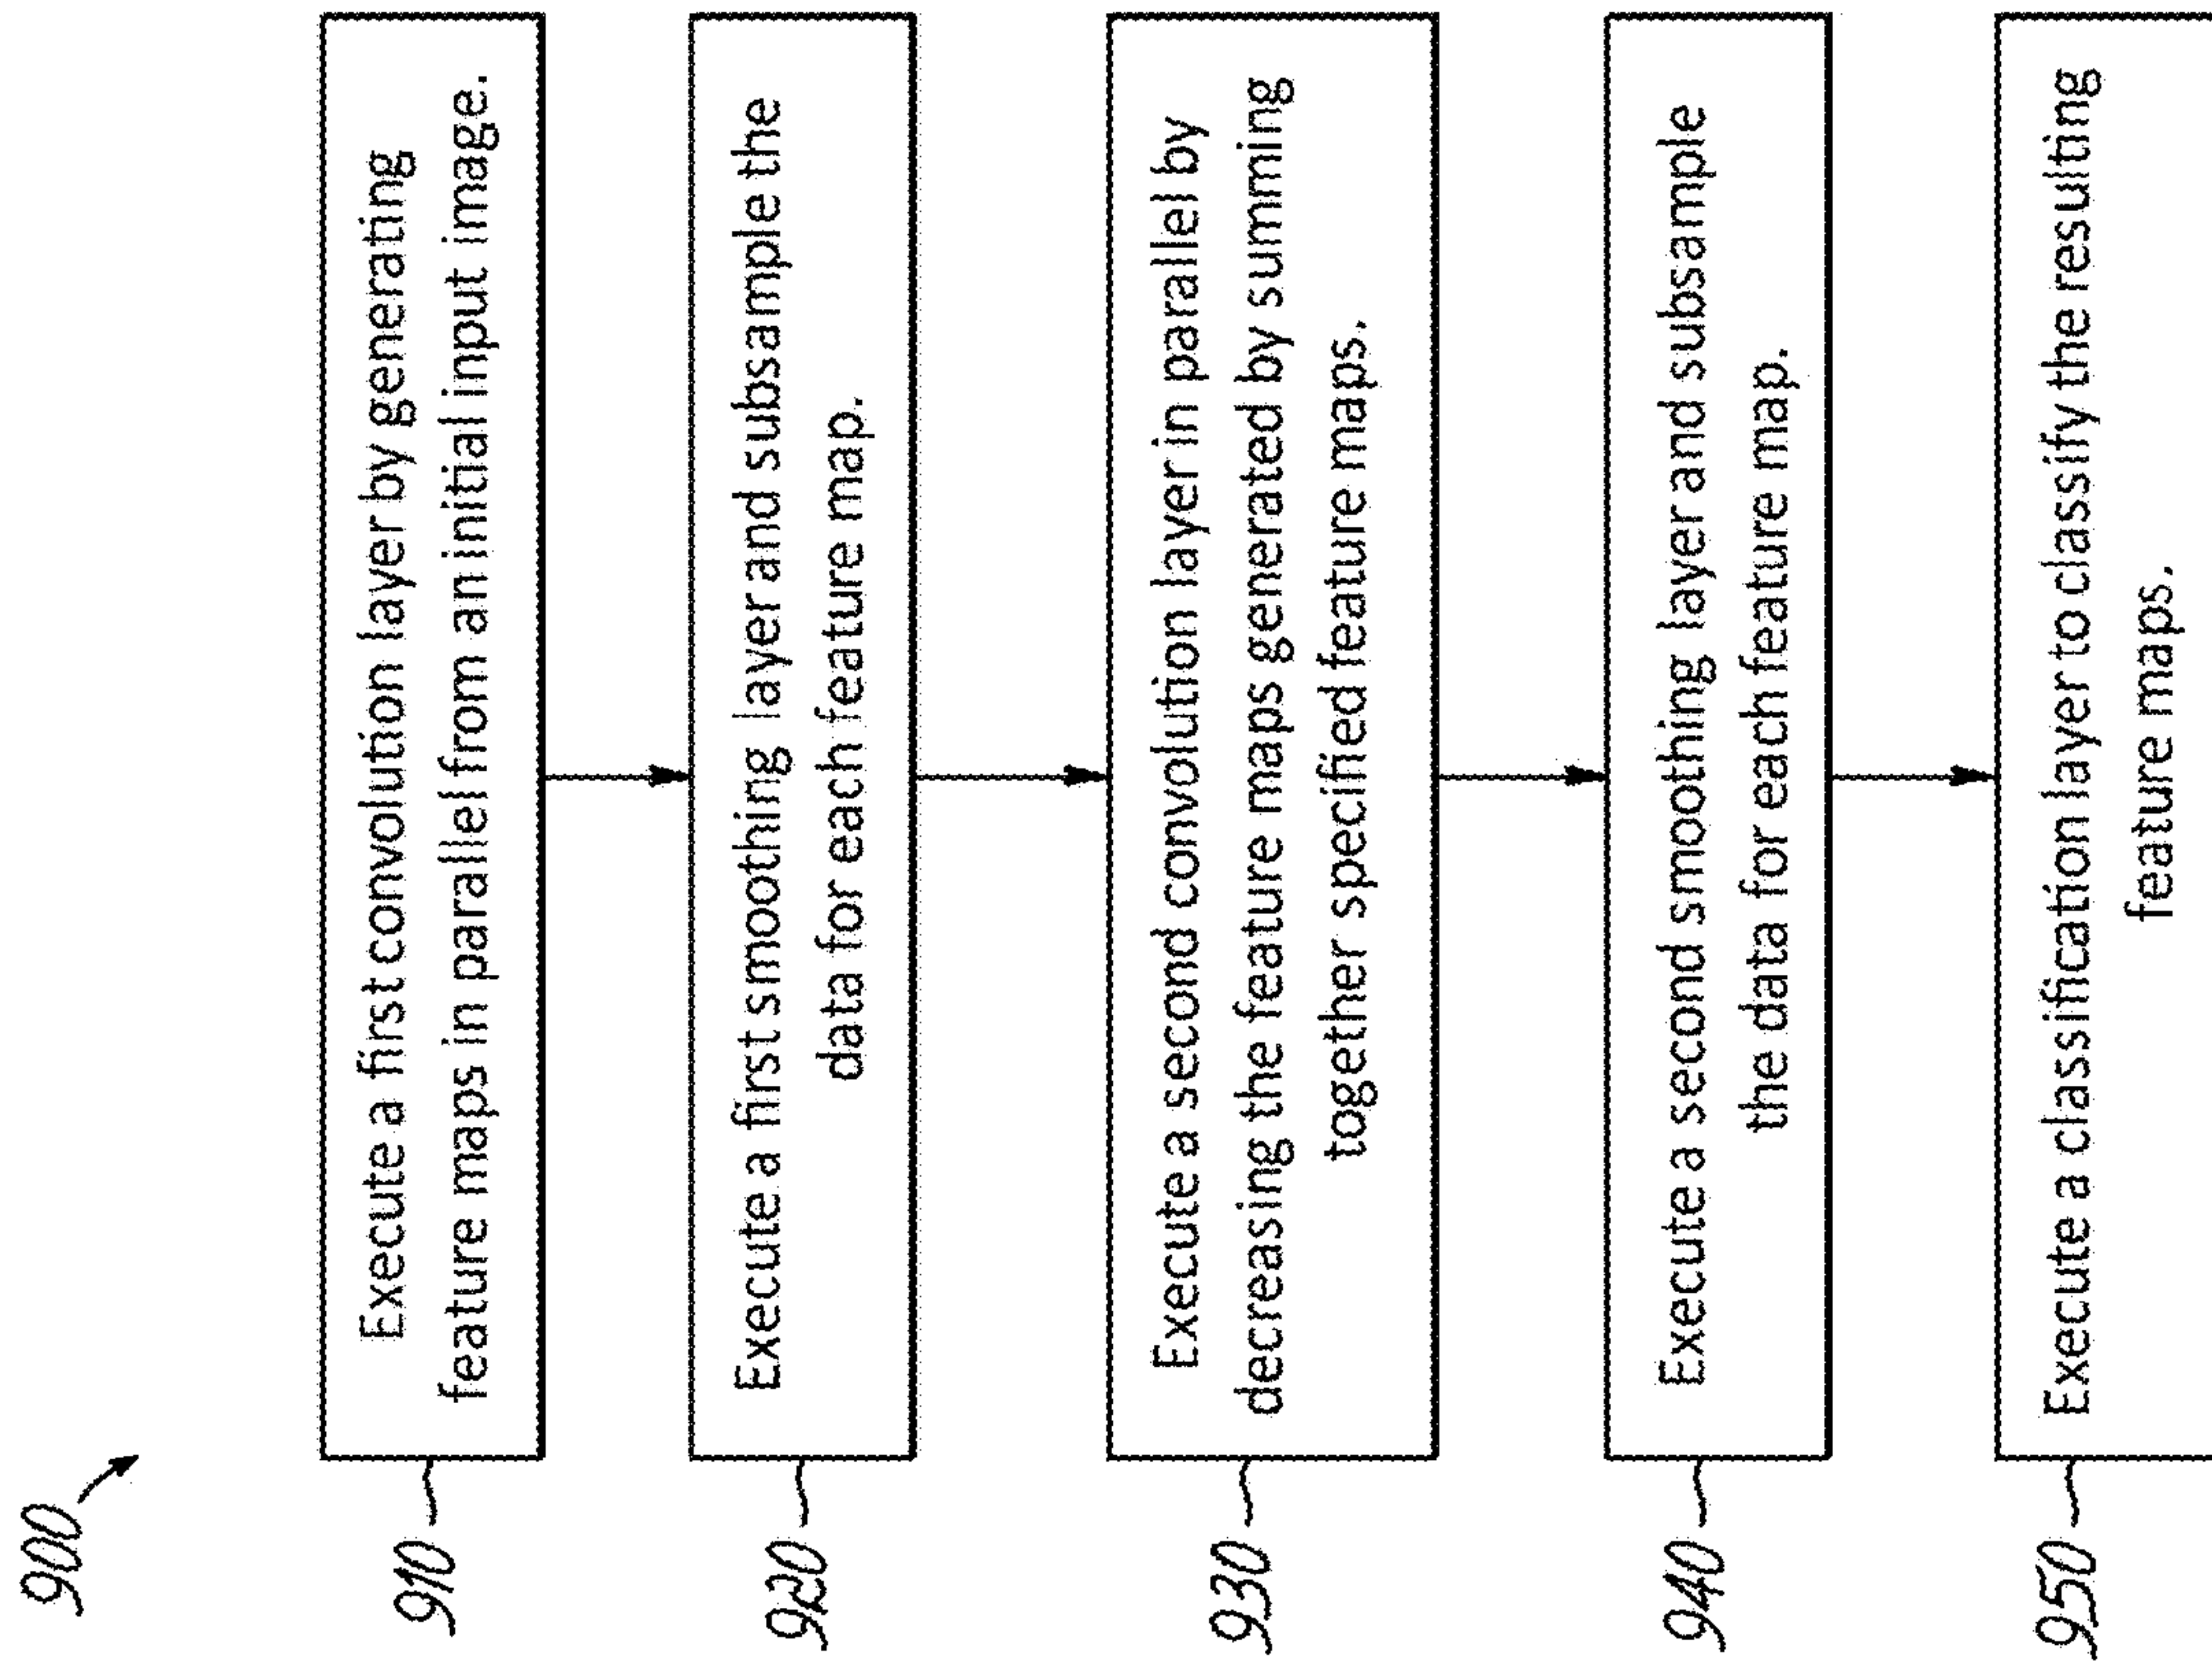 900
910
Execute a first convolution layer by generating
feature maps in parallel from an initial input image.
920
Execute a first smoothing layer and subsample the
data for each feature map.
930
Execute a second convolution layer in parallel by
decreasing the feature maps generated by summing
together specified feature maps.
940
Execute a second smoothing layer and subsample
the data for each feature map.
950
Execute a classification layer to classify the resulting
feature maps.